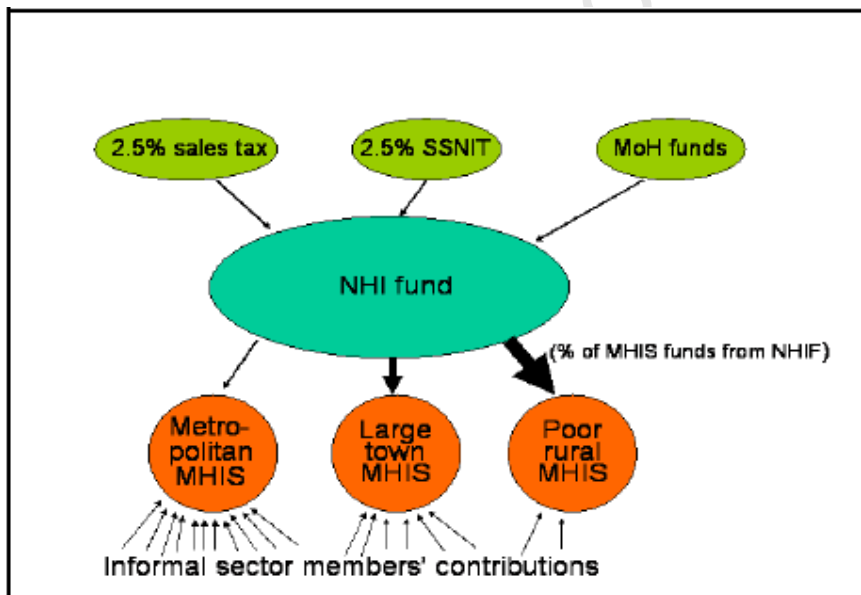 2.5% sales tax
2.5% SSNIT
MoH funds
NHI fund
(% of MHIS funds from NHIF)
Metro-
politan
MHIS
Large
town
MHIS
Poor
rural
MHIS
Informal sector members' contributions